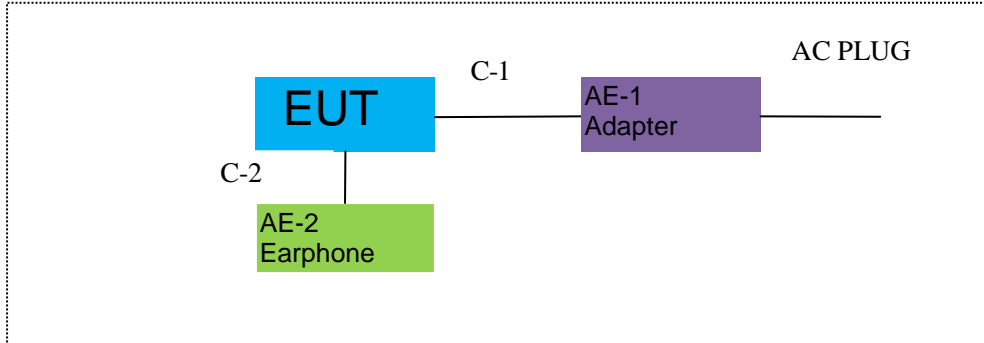 AC PLUG
C-1
EUT
AE-1
Adapter
C-2
AE-2
Earphone